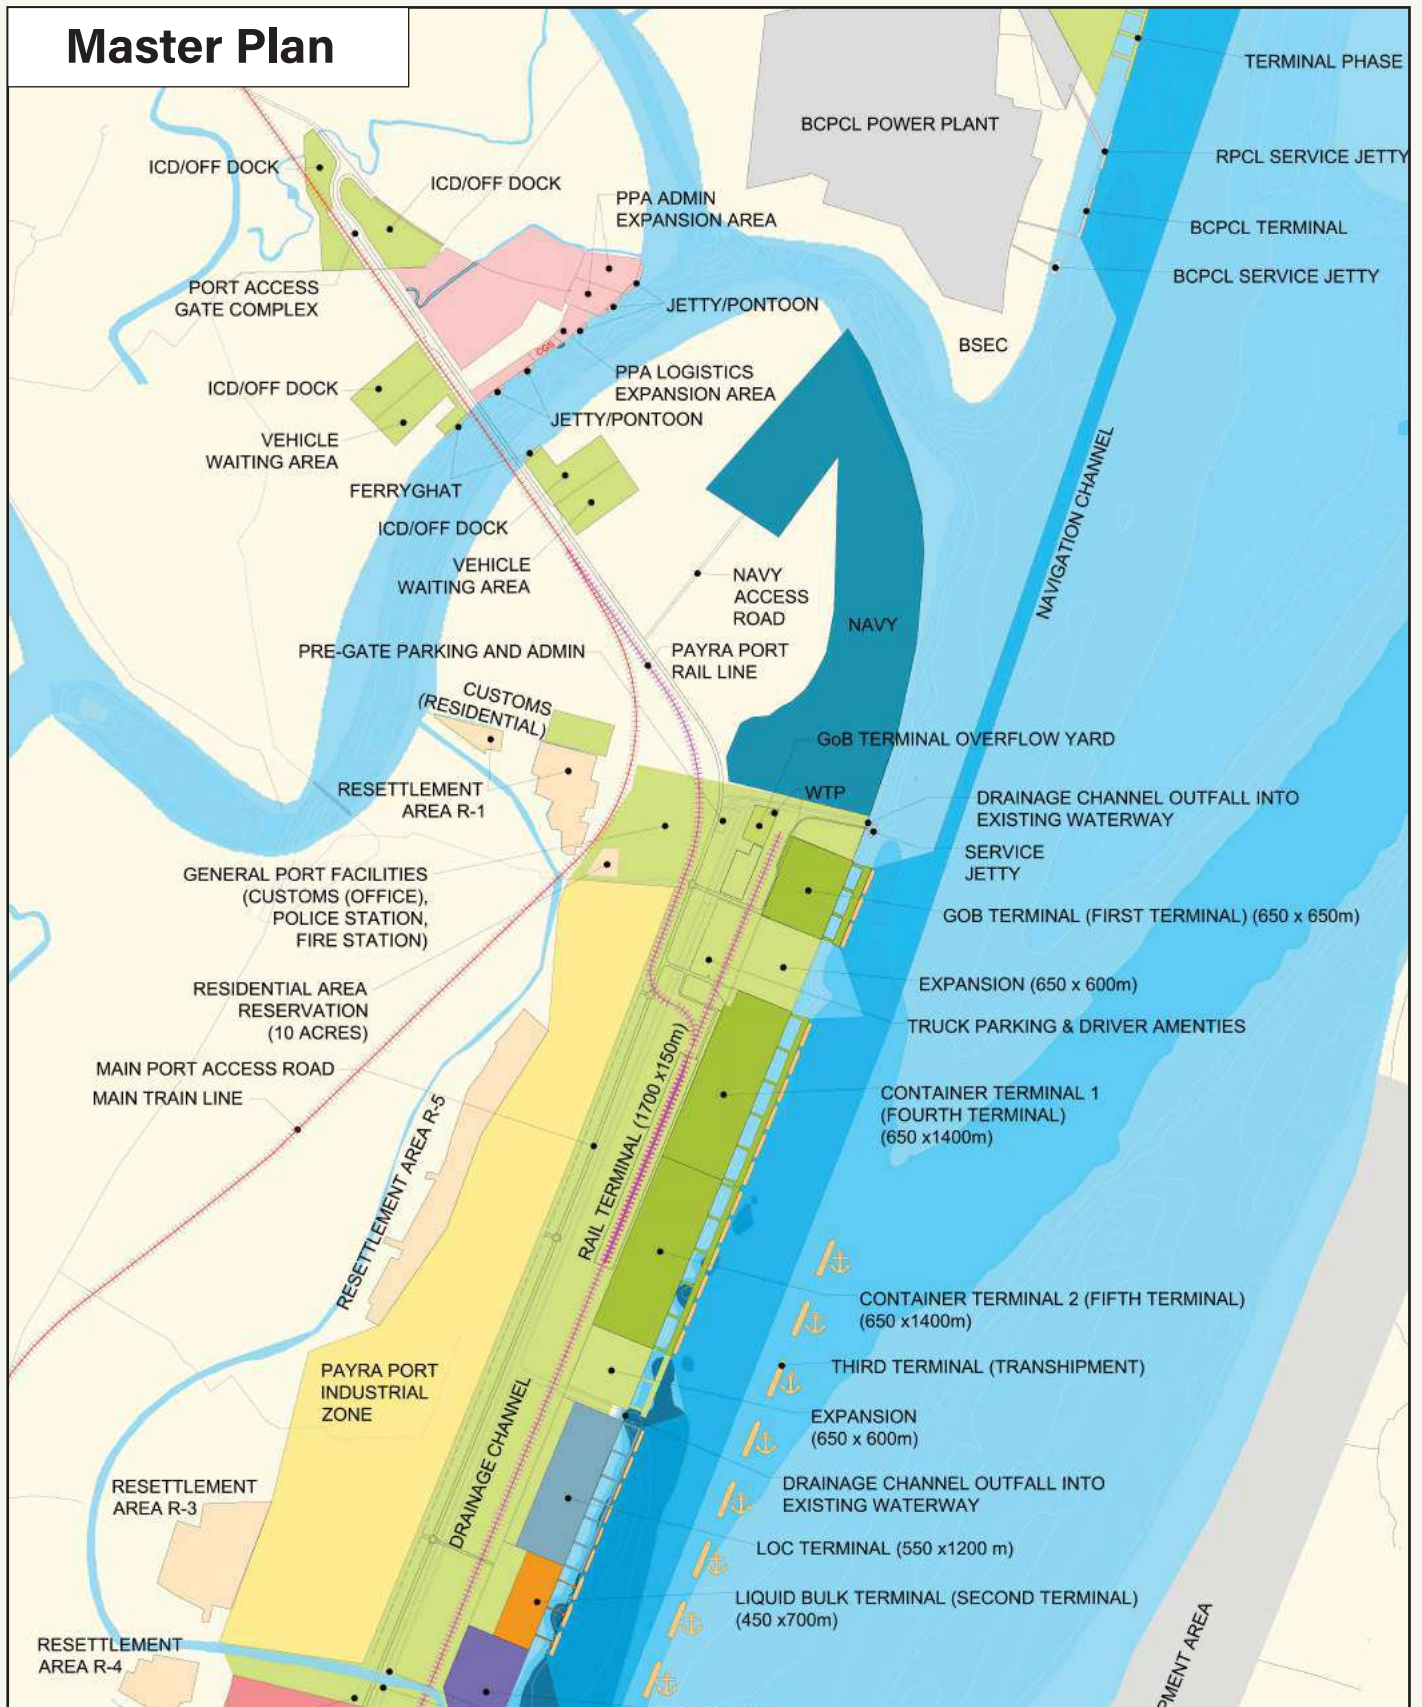 Master Plan
TERMINAL PHASE
BCPCL POWER PLANT
RPCL SERVICE JETTY
ICD/OFF DOCK
ICD/OFF DOCK
PPA ADMIN
EXPANSION AREA
BCPCL TERMINAL
BCPCL SERVICE JETTY
PORT ACCESS
GATE COMPLEX
JETTY/PONTOON
BSEC
CGS
PPA LOGISTICS
EXPANSION AREA
ICD/OFF DOCK
JETTY/PONTOON
VEHICLE
WAITING AREA
FERRYGHAT
ICD/OFF DOCK
NAVIGATION CHANNEL
VEHICLE
WAITING AREA
NAVY
ACCESS
ROAD
NAVY
PRE-GATE PARKING AND ADMIN
PAYRA PORT
RAIL LINE
CUSTOMS
(RESIDENTIAL)
GoB TERMINAL OVERFLOW YARD
RESETTLEMENT
AREA R-1
WTP
DRAINAGE CHANNEL OUTFALL INTO
EXISTING WATERWAY
SERVICE
JETTY
GENERAL PORT FACILITIES
(CUSTOMS (OFFICE),
POLICE STATION,
FIRE STATION)
GOB TERMINAL (FIRST TERMINAL) (650 x 650m)
RESIDENTIAL AREA
RESERVATION
(10 ACRES)
EXPANSION (650 x 600m)
TRUCK PARKING & DRIVER AMENTIES
MAIN PORT ACCESS ROAD
MAIN TRAIN LINE
RAIL TERMINAL (1700 x150m)
CONTAINER TERMINAL 1
(FOURTH TERMINAL)
(650 x1400m)
RESETTLEMENT AREA R-5
CONTAINER TERMINAL 2 (FIFTH TERMINAL)
(650 x1400m)
THIRD TERMINAL (TRANSHIPMENT)
PAYRA PORT
INDUSTRIAL
ZONE
EXPANSION
(650 x 600m)
DRAINAGE CHANNEL
DRAINAGE CHANNEL OUTFALL INTO
EXISTING WATERWAY
RESETTLEMENT
AREA R-3
LOC TERMINAL (550 x1200 m)
LIQUID BULK TERMINAL (SECOND TERMINAL)
(450 x700m)
RESETTLEMENT
AREA R-4
PMENT AREA